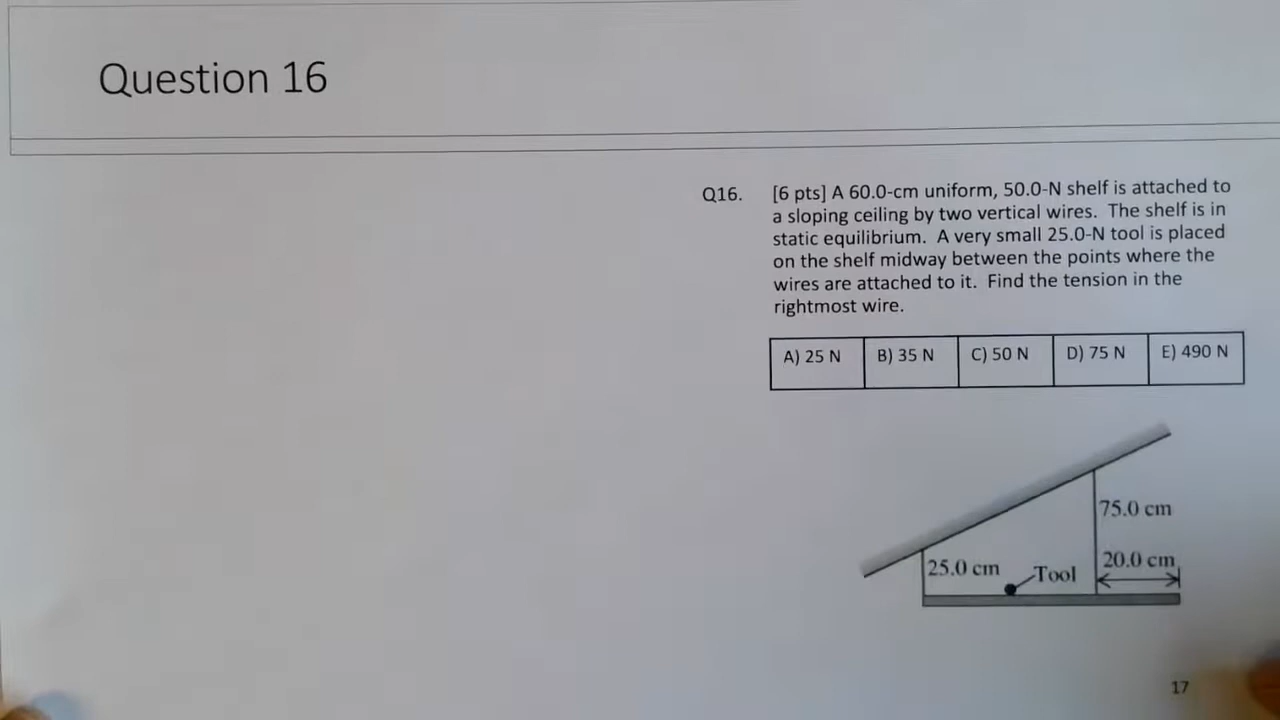 Question 16
Q16. [6 pts] A 60.0-cm uniform, 50.0-N shelf is attached to
a sloping ceiling by two vertical wires. The shelf is in
static equilibrium. A very small 25.0-N tool is placed
on the shelf midway between the points where the
wires are attached to it. Find the tension in the
rightmost wire.
A) 25 N B) 35 N C) 50 N D) 75 N E) 490 N
75.0 cm
25.0 cm Tool 20.0 cm
17